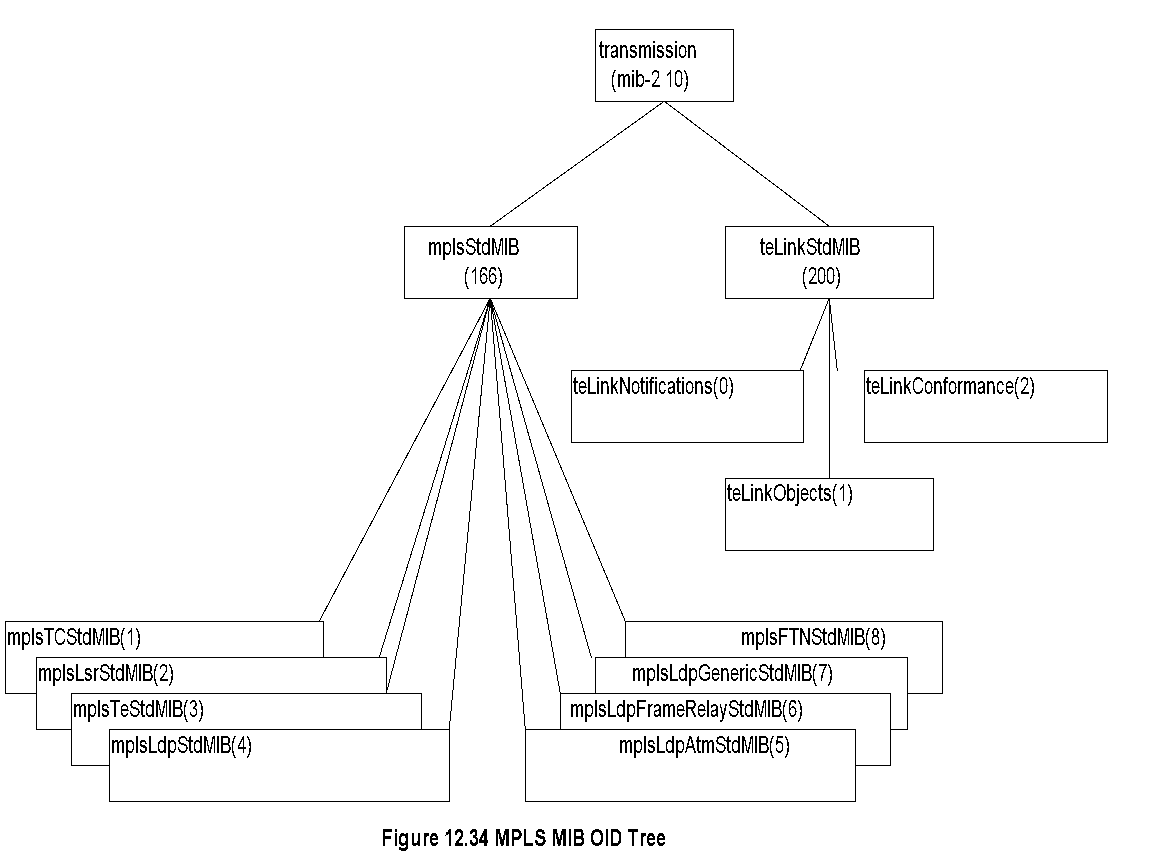 transmission
(mib-2 10)
mplsStdMIB
(166)
teLinkStdMIB
(200)
teLinkNotifications(0)
teLinkConformance(2)
teLinkObjects(1)
mplsTCStdMIB(1)
mplsLsrStdMIB(2)
mplsTeStdMIB(3)
mplsLdpStdMIB(4)
mplsFTNStdMIB(8)
mplsLdpGenericStdMIB(7)
mplsLdpFrameRelayStdMIB(6)
mplsLdpAtmStdMIB(5)
Figure 12.34 MPLS MIB OID Tree